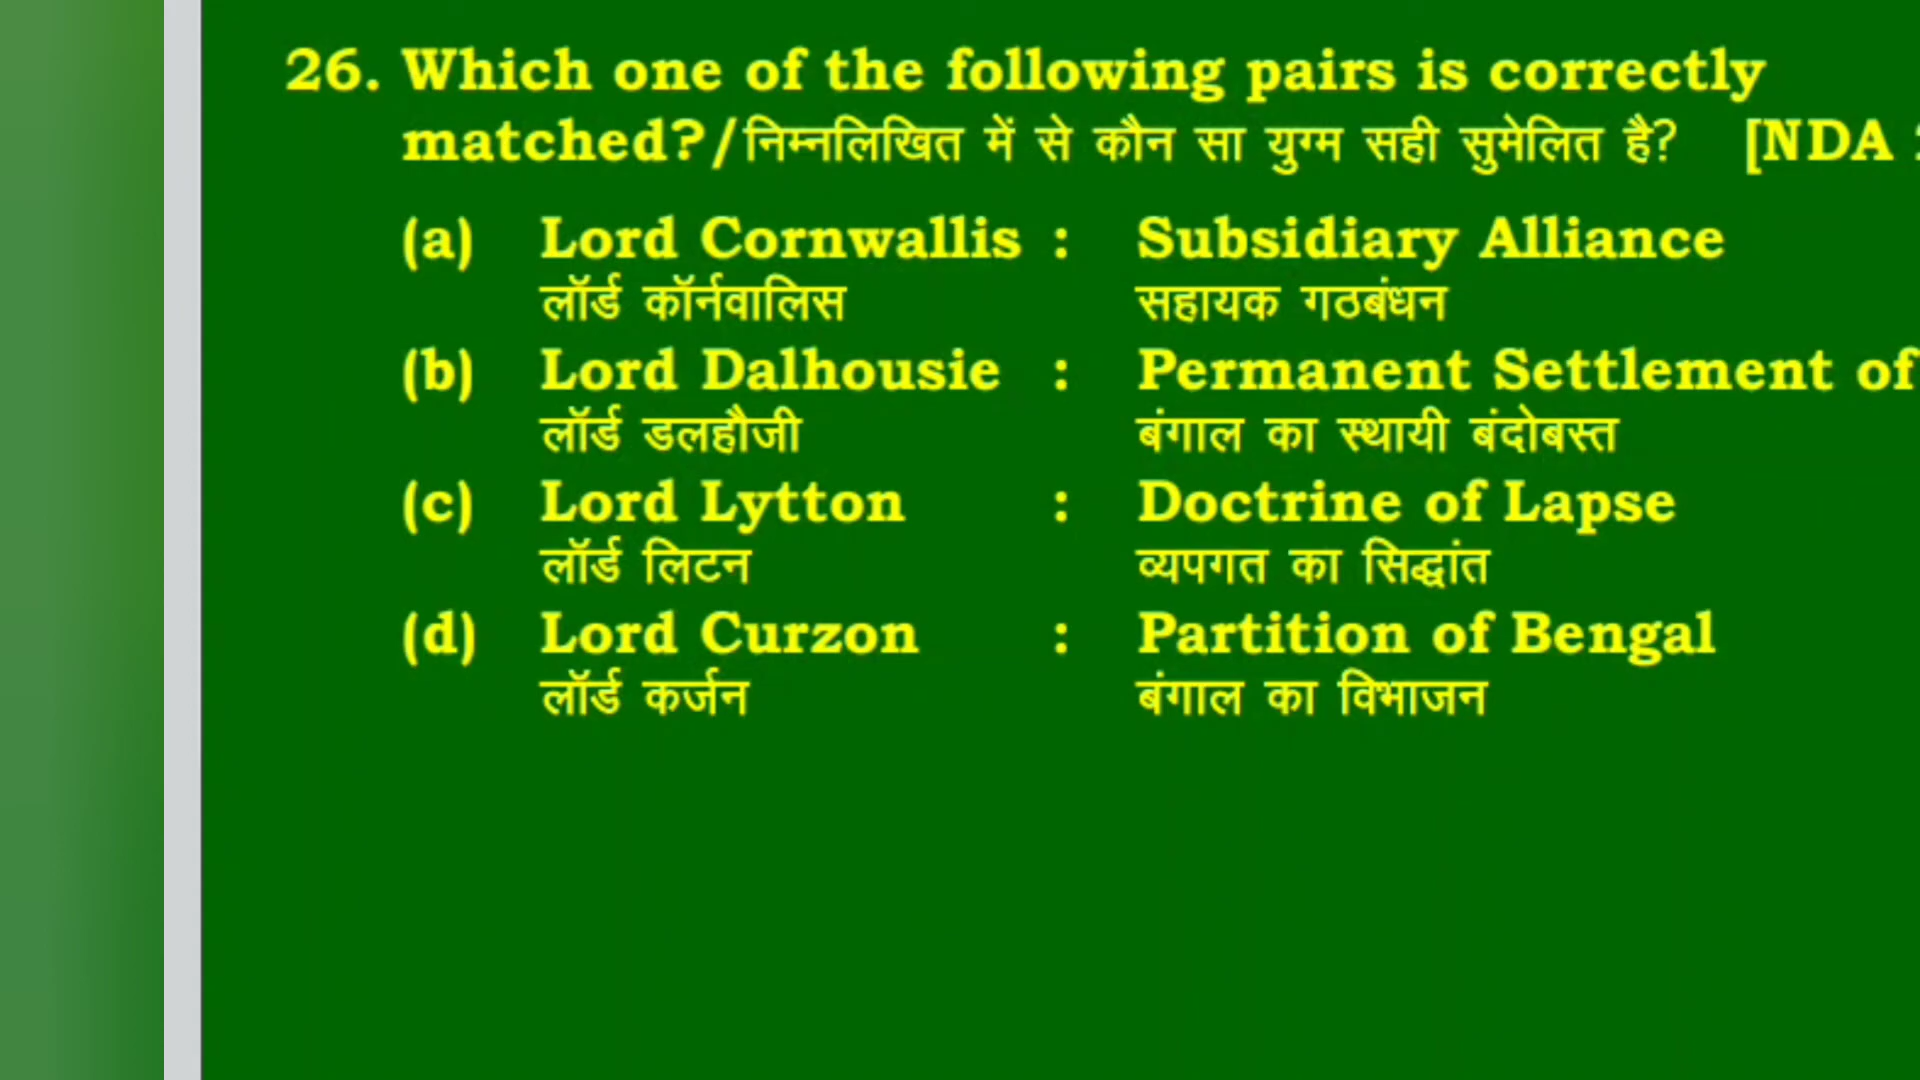 26. Which one of the following pairs is correctly
matched?/निम्नलिखित में से कौन सा युग्म सही सुमेलित है? [NDA
(a) Lord Cornwallis : Subsidiary Alliance
लॉर्ड कॉर्नवालिस सहायक गठबंधन
(b) Lord Dalhousie : Permanent Settlement of
लॉर्ड डलहौजी बंगाल का स्थायी बंदोबस्त
(c) Lord Lytton : Doctrine of Lapse
लॉर्ड लिटन व्यपगत का सिद्धांत
(d) Lord Curzon : Partition of Bengal
लॉर्ड कर्जन बंगाल का विभाजन